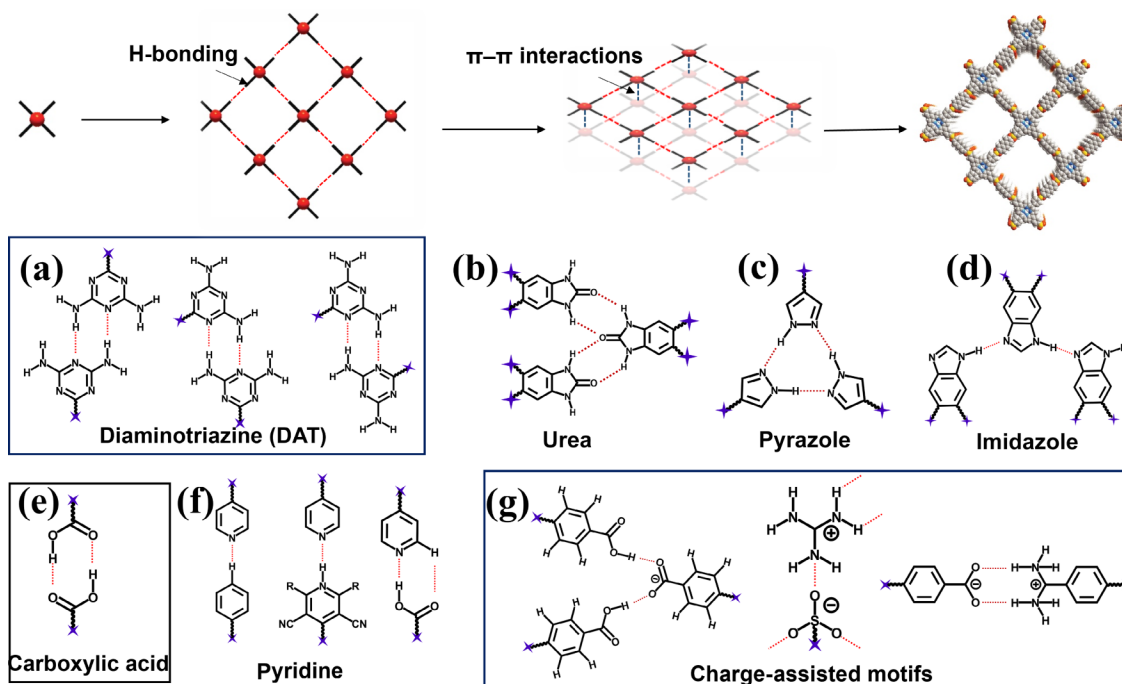 H-bonding
π–π interactions
(a)
Diaminotriazine (DAT)
(b)
Urea
(c)
Pyrazole
(d)
Imidazole
(e)
Carboxylic acid
(f)
Pyridine
(g)
Charge-assisted motifs